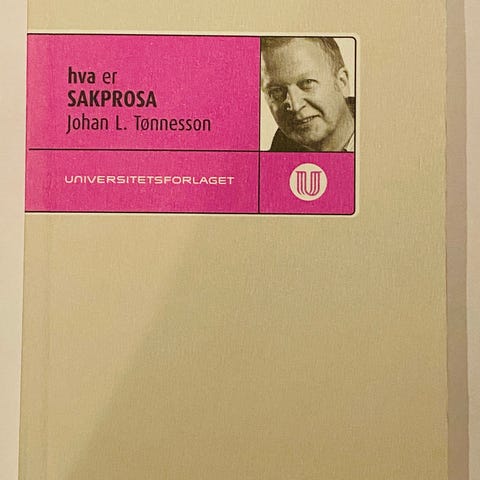 hva er
SAKPROSA
Johan L. Tønnesson
UNIVERSITETSFORLAGET